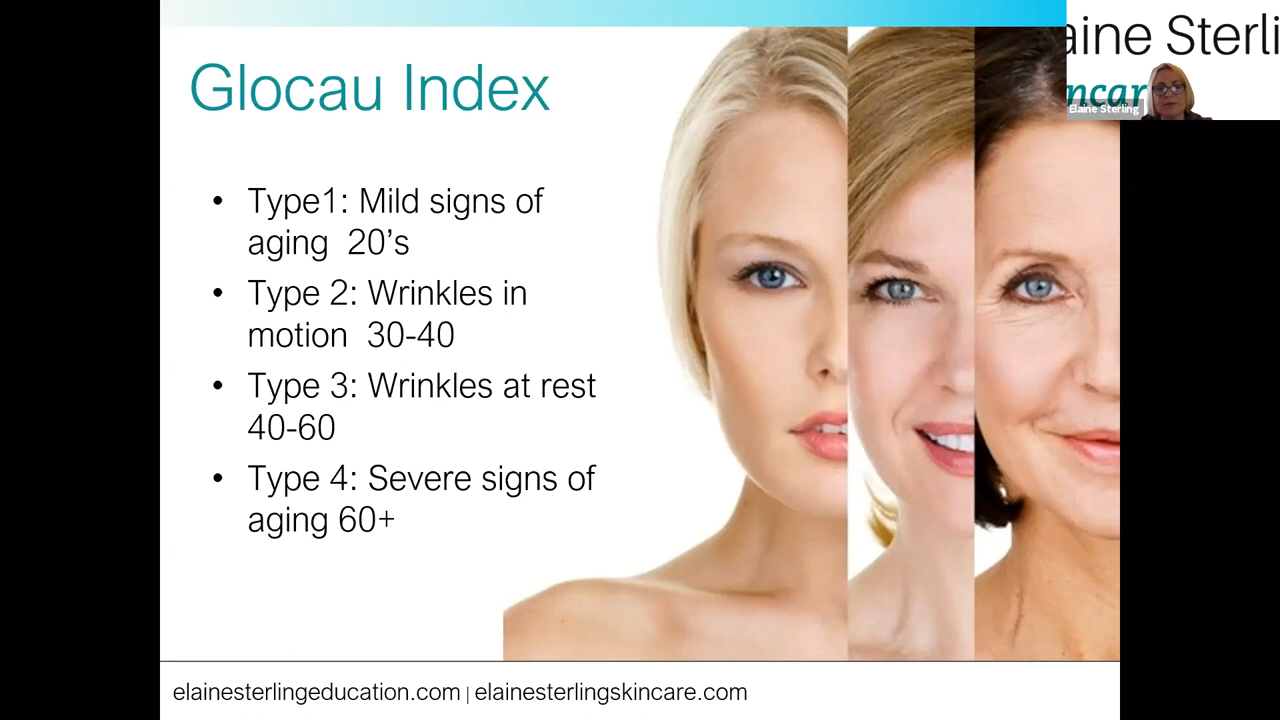 Glocau Index
• Type1: Mild signs of
aging 20's
• Type 2: Wrinkles in
motion 30-40
• Type 3: Wrinkles at rest
40-60
• Type 4: Severe signs of
aging 60+
aine Sterli
ncar
Elaine Sterling
elainesterlingeducation.com | elainesterlingskincare.com